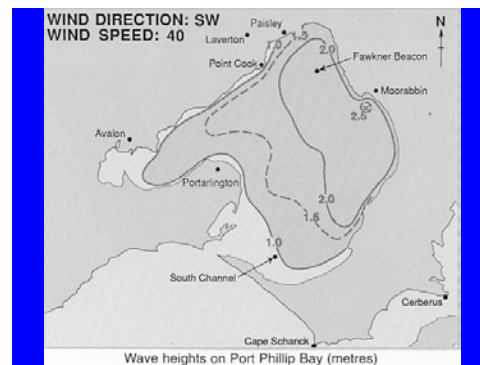 WIND DIRECTION: SW
WIND SPEED: 40
Paisley
Laverton
N
1.0
1.5
2.0
Point Cook
Fawkner Beacon
Moorabbin
2.5
Avalon
Portarlington
2.0
1.5
1.0
South Channel
Cerberus
Cape Schanck
Wave heights on Port Phillip Bay (metres)